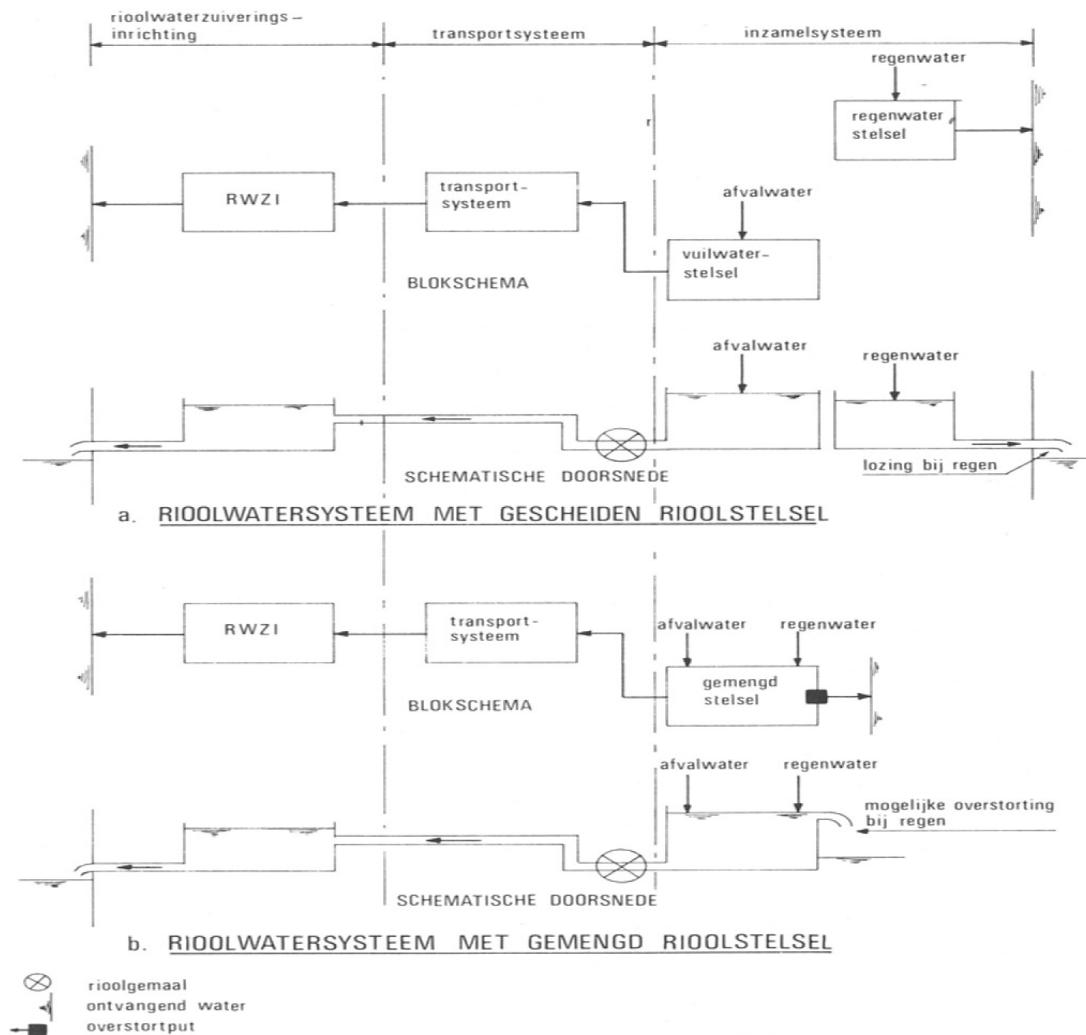 rioolwaterzuiverings-
inrichting
transportsysteem
inzamelsysteem
regenwater
regenwater
stelsel
r
RWZI
transport-
systeem
afvalwater
vuilwater-
stelsel
BLOKSCHEMA
afvalwater
regenwater
SCHEMATISCHE DOORSNEDE
lozing bij regen
a. RIOOLWATERSYSTEEM MET GESCHEIDEN RIOOLSTELSEL
RWZI
transport-
systeem
afvalwater
regenwater
gemengd
stelsel
BLOKSCHEMA
afvalwater
regenwater
mogelijke overstorting
bij regen
SCHEMATISCHE DOORSNEDE
b. RIOOLWATERSYSTEEM MET GEMENGD RIOOLSTELSEL
rioolgemaal
ontvangend water
overstortput